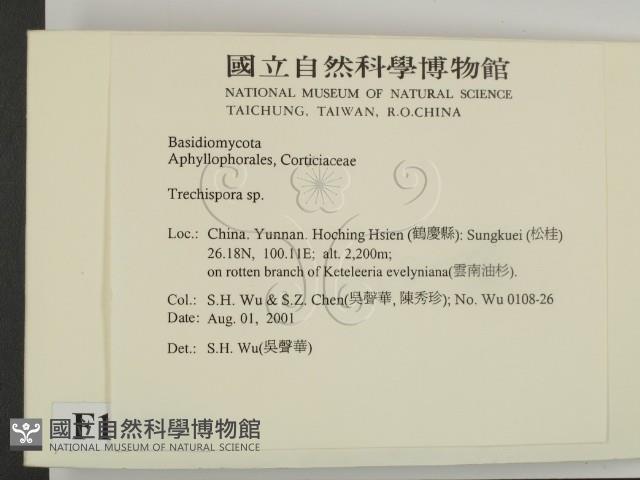 國立自然科學博物館
NATIONAL MUSEUM OF NATURAL SCIENCE
TAICHUNG, TAIWAN, R.O.CHINA
Basidiomycota
Aphyllophorales, Corticiaceae
Trechispora sp.
Loc.: China. Yunnan. Hoching Hsien (鶴慶縣): Sungkuei (松桂)
26.18N, 100.11E; alt. 2,200m;
on rotten branch of Keteleeria evelyniana(雲南油杉).
Col.: S.H. Wu & S.Z. Chen(吳聲華, 陳秀珍); No. Wu 0108-26
Date: Aug. 01, 2001
Det.: S.H. Wu(吳聲華)
F1
國立自然科學博物館
NATIONAL MUSEUM OF NATURAL SCIENCE